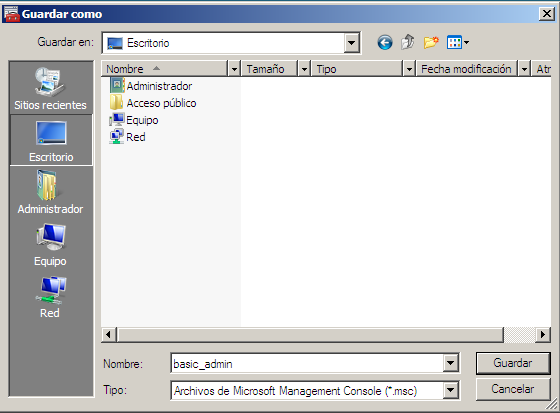 Guardar como
Guardar en: Escritorio
Nombre Tamaño Tipo Fecha modificación Atr
Sitios recientes
Escritorio
Administrador
Equipo
Red
Administrador
Acceso público
Equipo
Red
Nombre: basic_admin Guardar
Tipo: Archivos de Microsoft Management Console (*.msc) Cancelar